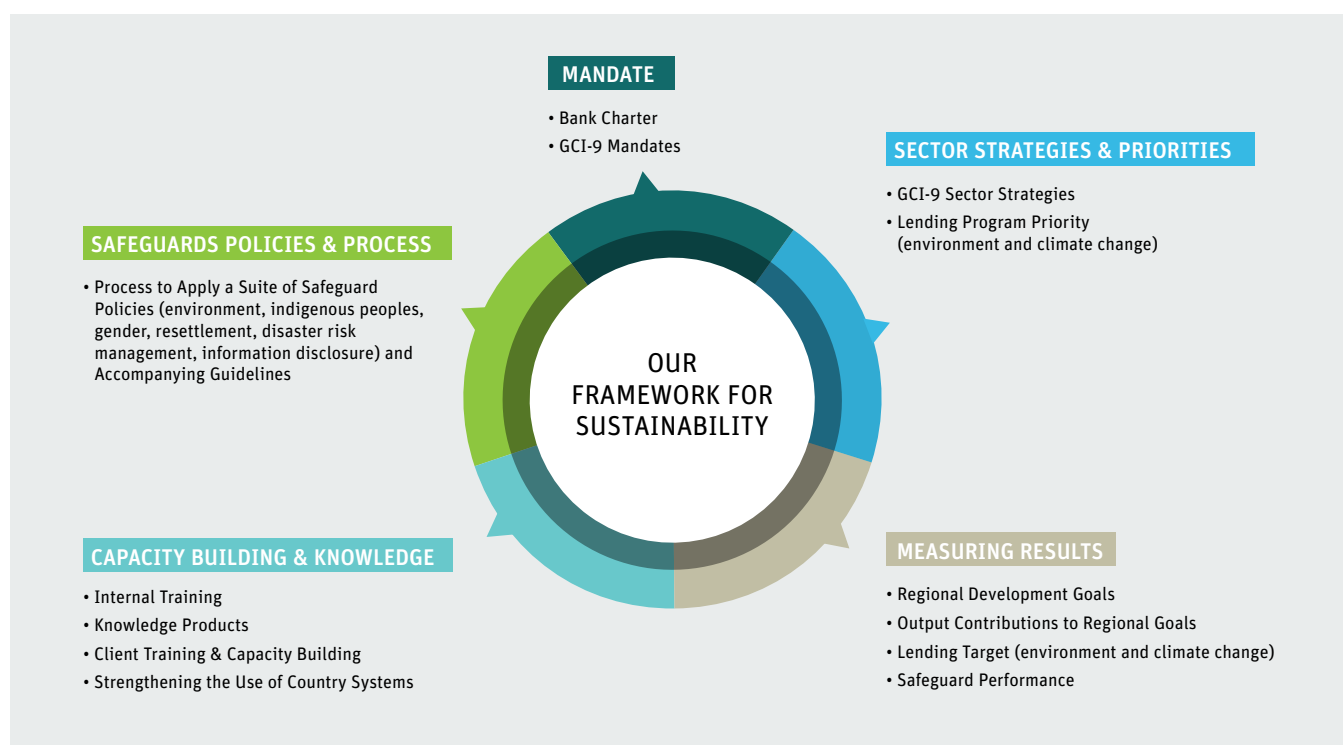 MANDATE
• Bank Charter
• GCI-9 Mandates
SECTOR STRATEGIES & PRIORITIES
• GCI-9 Sector Strategies
• Lending Program Priority
(environment and climate change)
SAFEGUARDS POLICIES & PROCESS
• Process to Apply a Suite of Safeguard
Policies (environment, indigenous peoples,
gender, resettlement, disaster risk
management, information disclosure) and
Accompanying Guidelines
OUR
FRAMEWORK FOR
SUSTAINABILITY
CAPACITY BUILDING & KNOWLEDGE
• Internal Training
• Knowledge Products
• Client Training & Capacity Building
• Strengthening the Use of Country Systems
MEASURING RESULTS
• Regional Development Goals
• Output Contributions to Regional Goals
• Lending Target (environment and climate change)
• Safeguard Performance